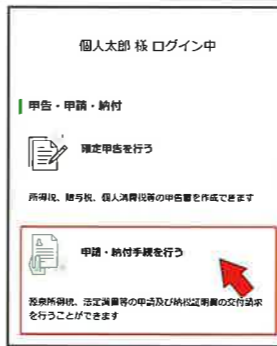 個人太郎 様 ログイン中
申告・申請・納付
確定申告を行う
所得税、贈与税、個人消費税等の申告書を作成できます
申請・納付手続を行う
源泉所得税、法定調書等の申請及び納税証明書の交付請求
を行うことができます